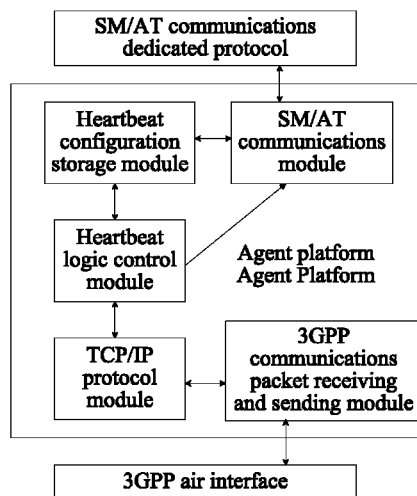 SM/AT communications
dedicated protocol
Heartbeat
configuration
storage module
SM/AT
communications
module
Heartbeat
logic control
module
Agent platform
Agent Platform
TCP/IP
protocol
module
3GPP
communications
packet receiving
and sending module
3GPP air interface